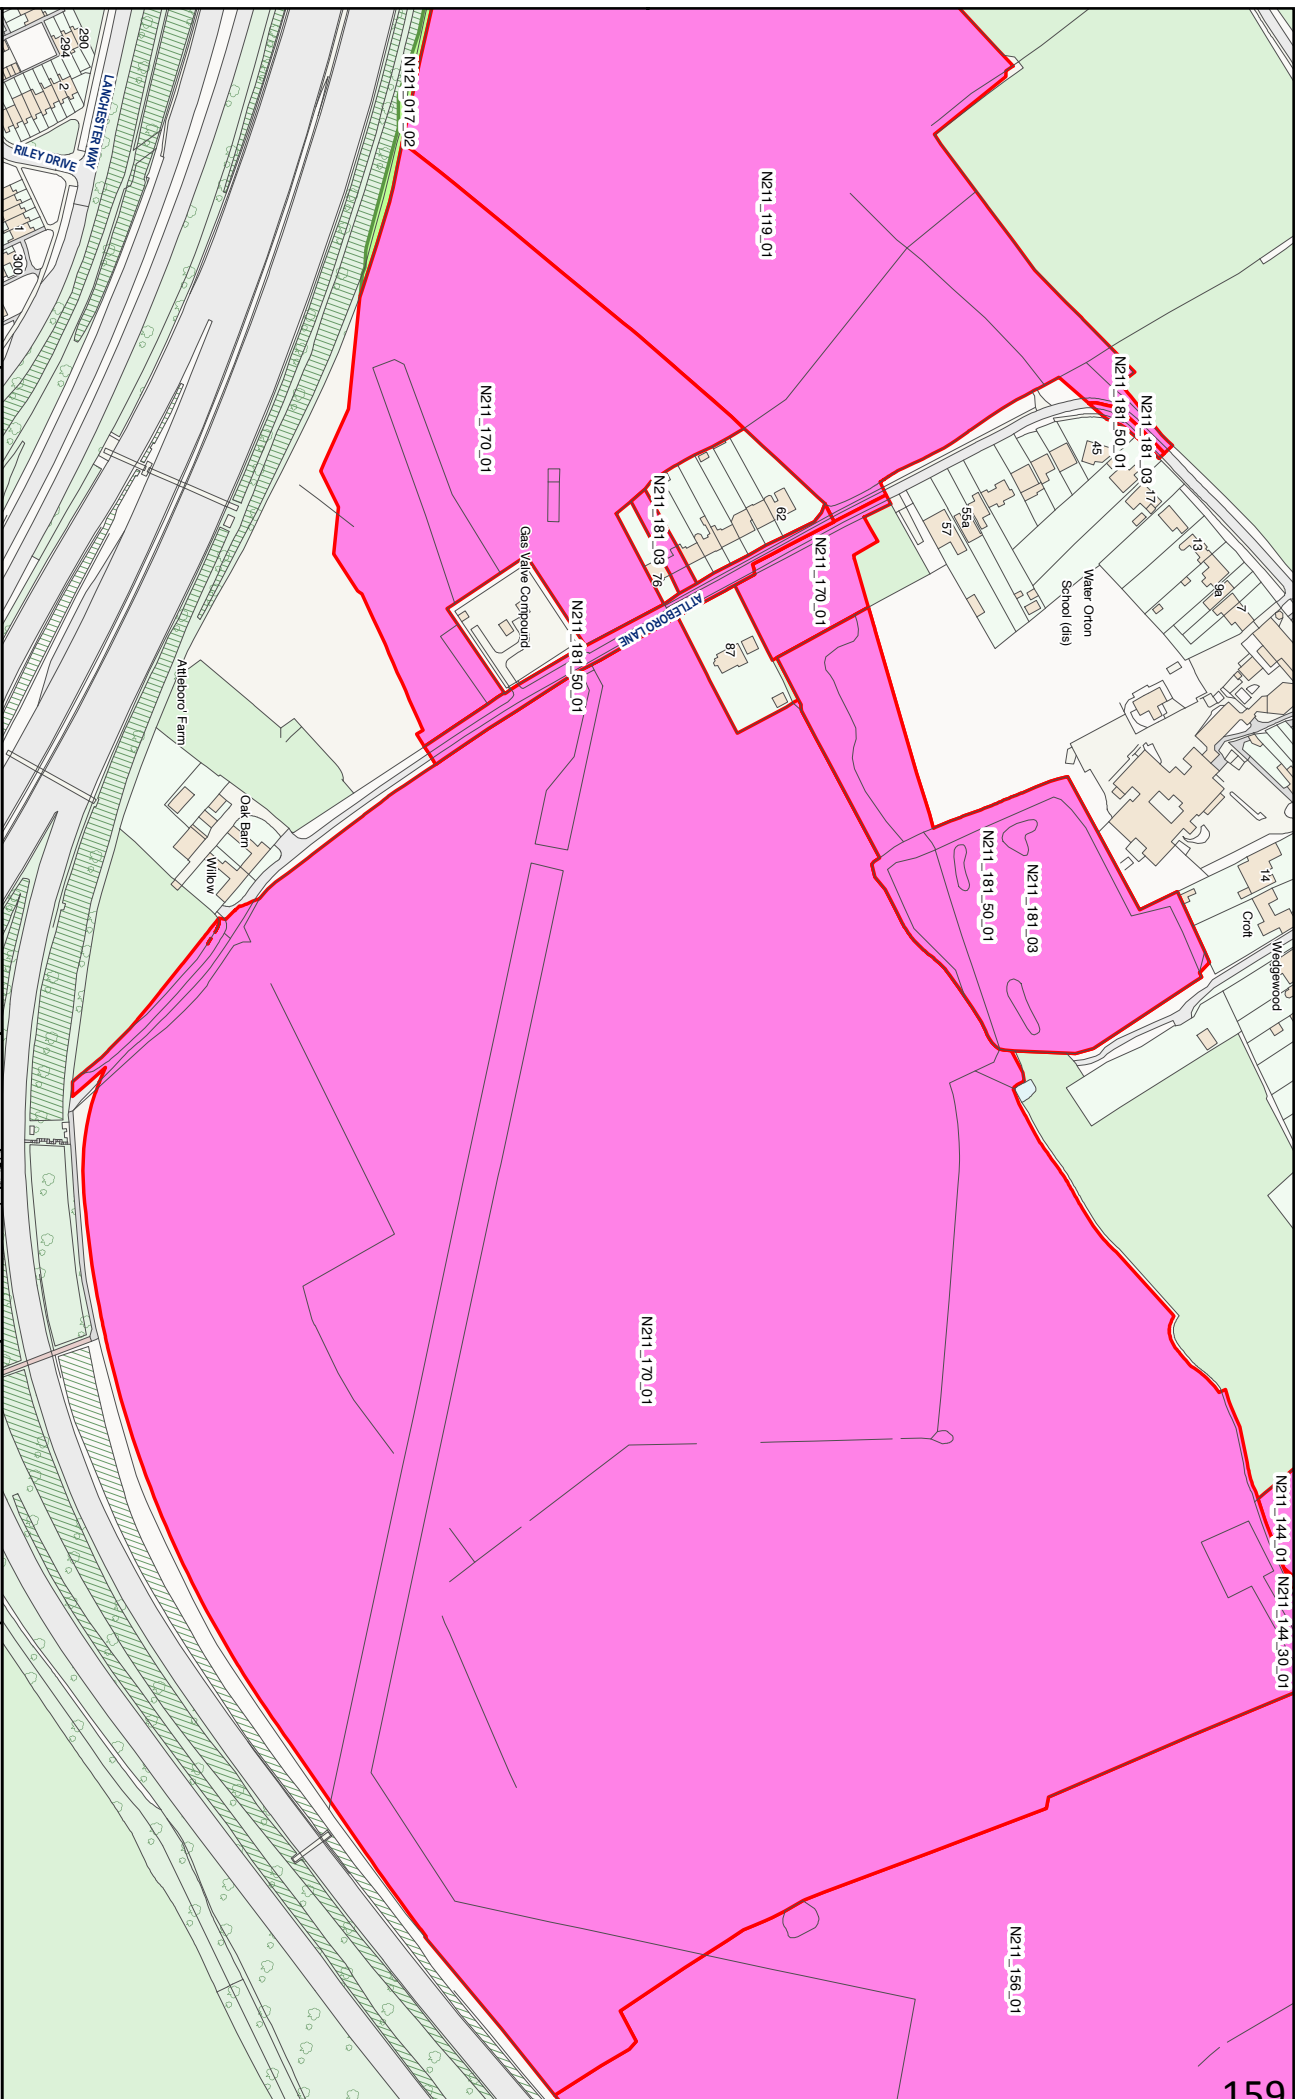 290
294
2
LANCHESTER WAY
RILEY DRIVE
1
300
N121_017_02
N211_119_01
N211_170_01
N211_181_50_01
N211_181_03
45
17
13
9a
7
55a
57
Water Orton
School (dis)
62
N211_181_03
76
N211_170_01
ATTLEBORO LANE
87
Gas Valve Compound
N211_181_50_01
Attleboro' Farm
Oak Barn
Willow
N211_181_50_01
N211_181_03
14
Croft
Wedgewood
N211_170_01
N211_144_01
N211_144_30_01
N211_156_01
159